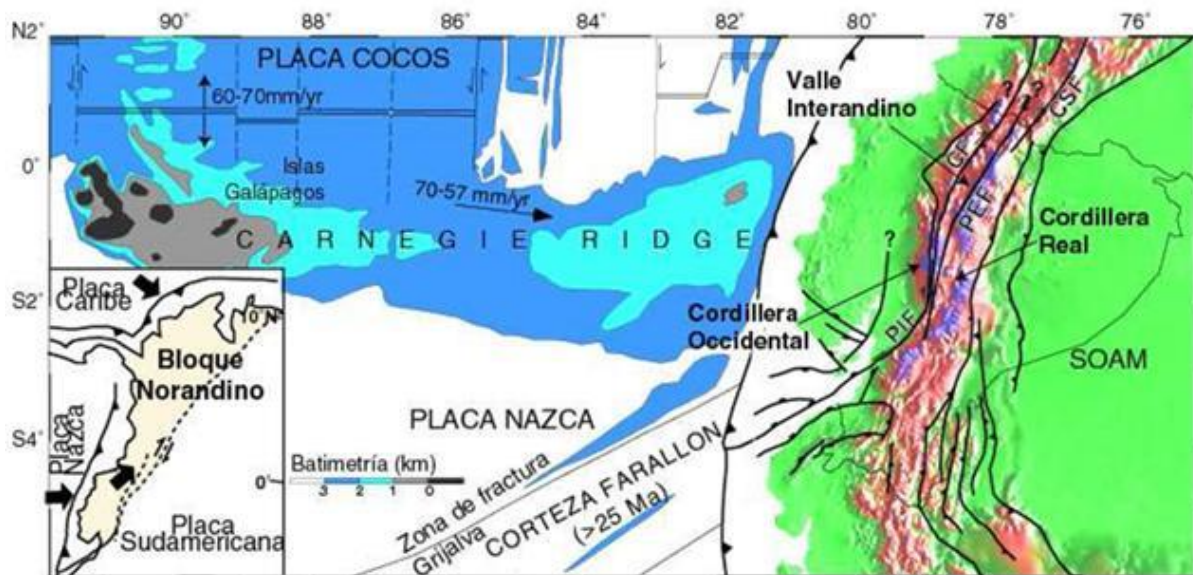 90° 88° 86° 84° 82° 80° 78° 76°
N2°
PLACA COCOS
60-70mm/yr
Valle
Interandino
? ?
?
CSF
GF
PEF
0°
Islas
Galápagos
70-57 mm/yr
CARNEGIE RIDGE
?
Cordillera
Real
S2°
Cordillera
Occidental
PIF
SOAM
PLACA NAZCA
S4°
Batimetría (km)
3 2 1 0
Zona de fractura
Grijalva
CORTEZA FARALLON
(>25 Ma)
Placa
Caribe
Bloque
Norandino
Placa
Nazca
0°
Placa
Sudamericana